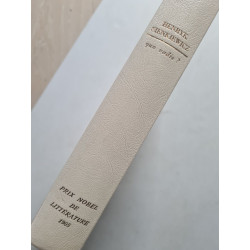 HENRYK
SIENKIEWICZ
quo vadis ?
PRIX NOBEL
DE
LITTÉRATURE
1905